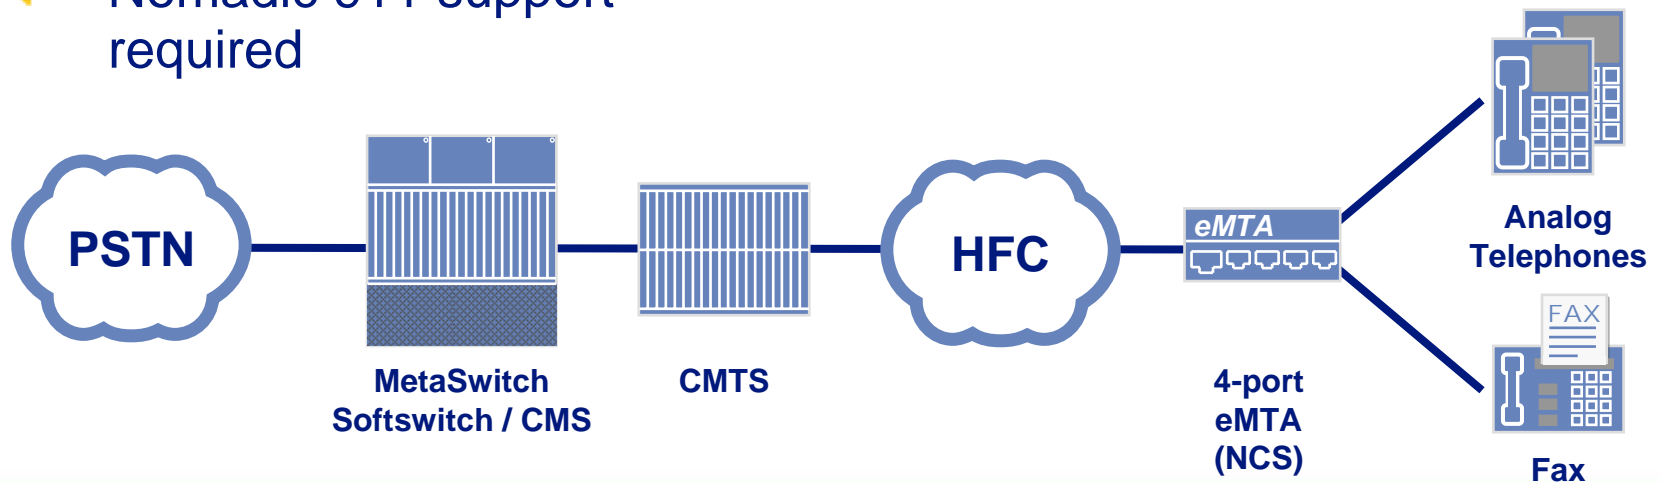 required
PSTN
HFC
eMTA
Analog
Telephones
FAX
MetaSwitch
Softswitch / CMS
CMTS
4-port
eMTA
(NCS)
Fax